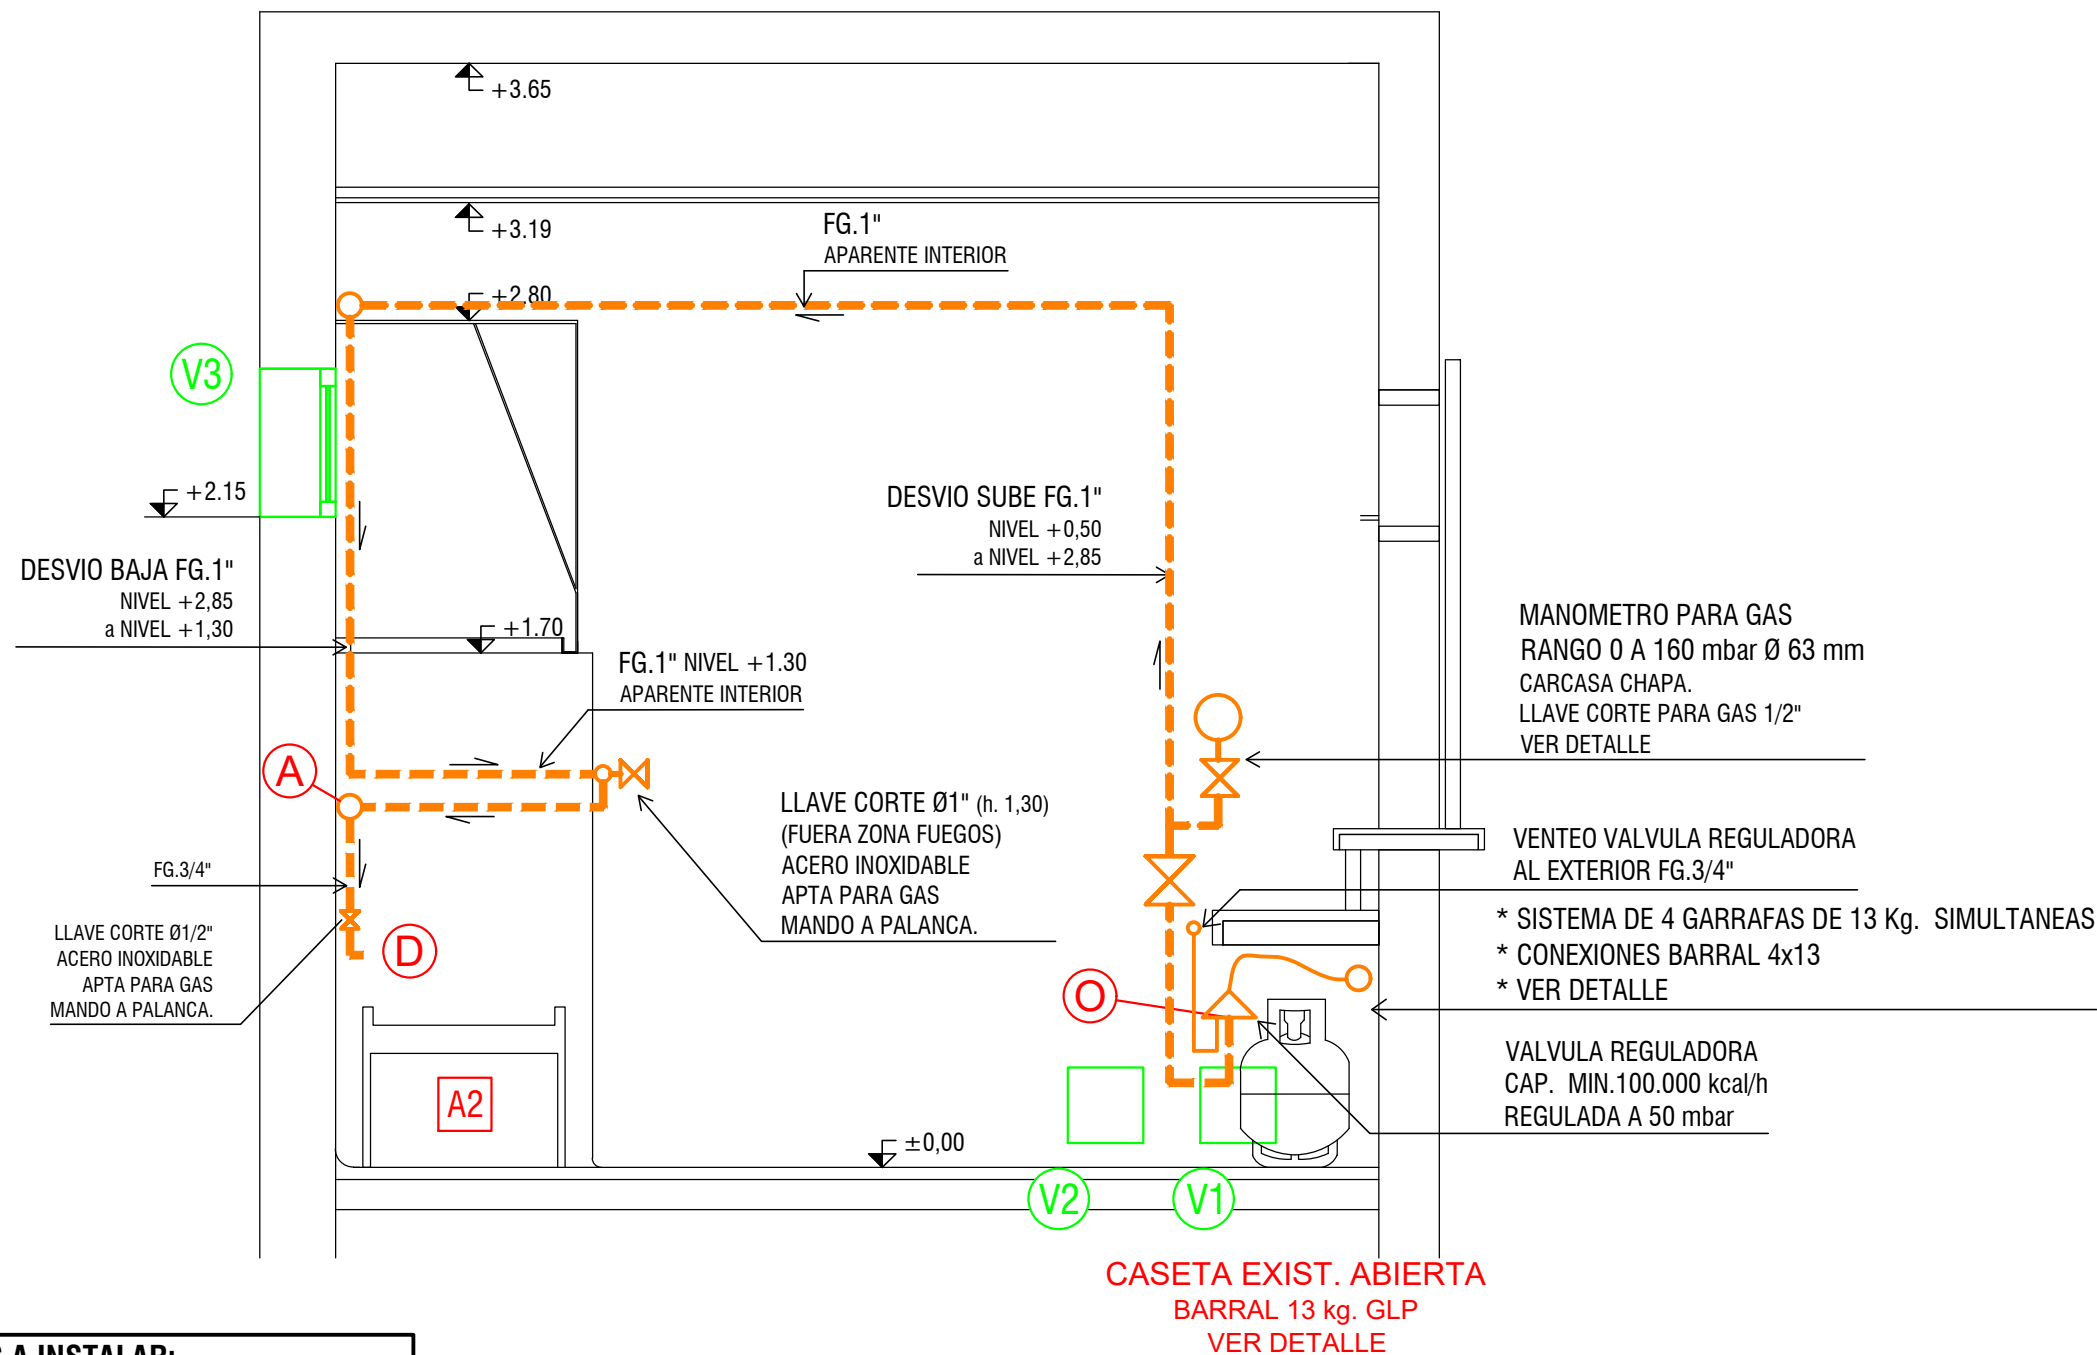 +3.65
+3.19
FG.1"
APARENTE INTERIOR
+2.80
V3
+2.15
DESVIO SUBE FG.1"
NIVEL +0,50
a NIVEL +2,85
DESVIO BAJA FG.1"
NIVEL +2,85
a NIVEL +1,30
+1.70
FG.1" NIVEL +1.30
APARENTE INTERIOR
MANOMETRO PARA GAS
RANGO 0 A 160 mbar Ø 63 mm
CARCASA CHAPA.
LLAVE CORTE PARA GAS 1/2"
VER DETALLE
A
LLAVE CORTE Ø1" (h. 1,30)
(FUERA ZONA FUEGOS)
ACERO INOXIDABLE
APTA PARA GAS
MANDO A PALANCA.
VENTEO VALVULA REGULADORA
AL EXTERIOR FG.3/4"
FG.3/4"
LLAVE CORTE Ø1/2"
ACERO INOXIDABLE
APTA PARA GAS
MANDO A PALANCA.
D
* SISTEMA DE 4 GARRAFAS DE 13 Kg. SIMULTANEAS
* CONEXIONES BARRAL 4x13
* VER DETALLE
O
VALVULA REGULADORA
CAP. MIN.100.000 kcal/h
REGULADA A 50 mbar
A2
±0,00
V2
V1
CASETA EXIST. ABIERTA
BARRAL 13 kg. GLP
VER DETALLE
A INSTALAR: